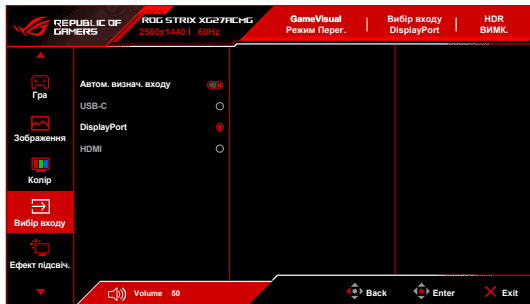 REPUBLIC OF
GAMERS
ROG STRIX XG27ACMG
2560x1440 | 60Hz
GameVisual
Режим Перег.
Вибір входу
DisplayPort
HDR
ВИМК.
Гра
Зображення
Колір
Вибір входу
Ефект підсвіч.
Автом. визнач. входу
USB-C
DisplayPort
HDMI
Volume 50
Back
Enter
Exit